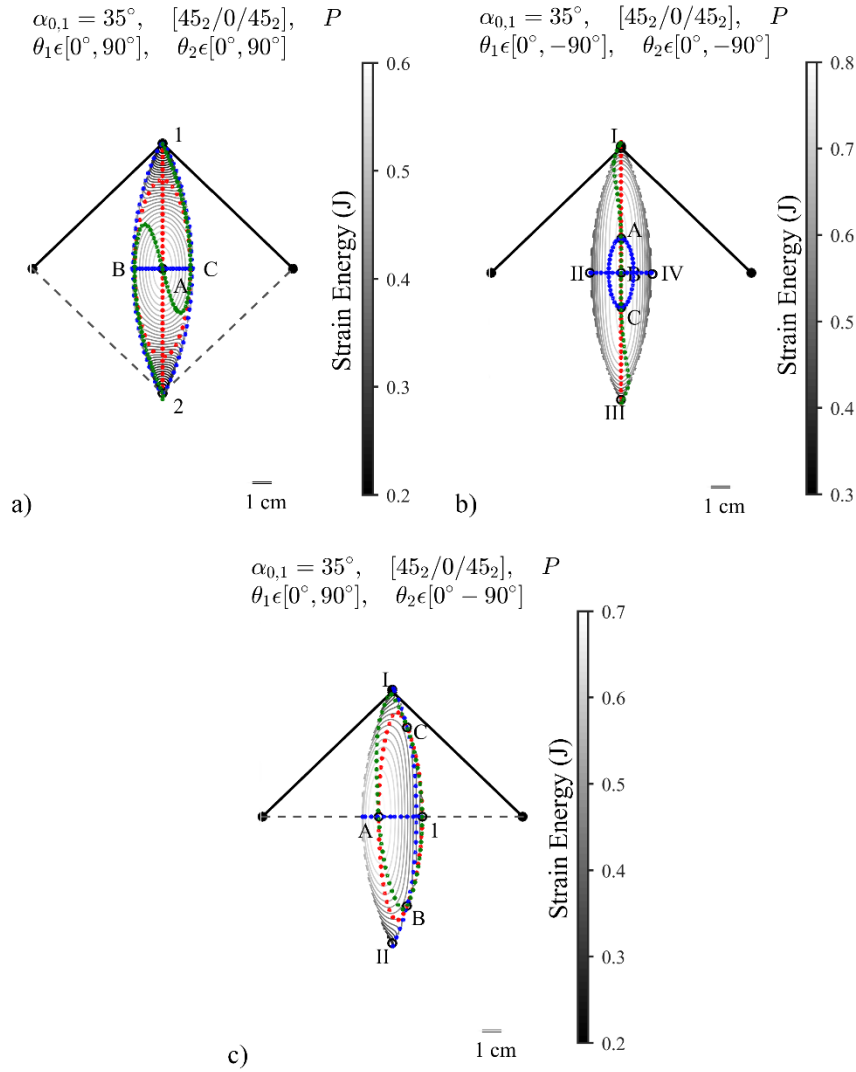 α₀,₁ = 35°, [45₂/0/45₂], P
θ₁ϵ[0°, 90°], θ₂ϵ[0°, 90°]
0.6
0.5
0.4
0.3
0.2
Strain Energy (J)
1
B
C
A
2
1 cm
a)
α₀,₁ = 35°, [45₂/0/45₂], P
θ₁ϵ[0°, −90°], θ₂ϵ[0°, −90°]
0.8
0.7
0.6
0.5
0.4
0.3
Strain Energy (J)
I
A
II
B
IV
C
III
1 cm
b)
α₀,₁ = 35°, [45₂/0/45₂], P
θ₁ϵ[0°, 90°], θ₂ϵ[0° − 90°]
0.7
0.6
0.5
0.4
0.3
0.2
Strain Energy (J)
I
C
A
1
B
II
1 cm
c)